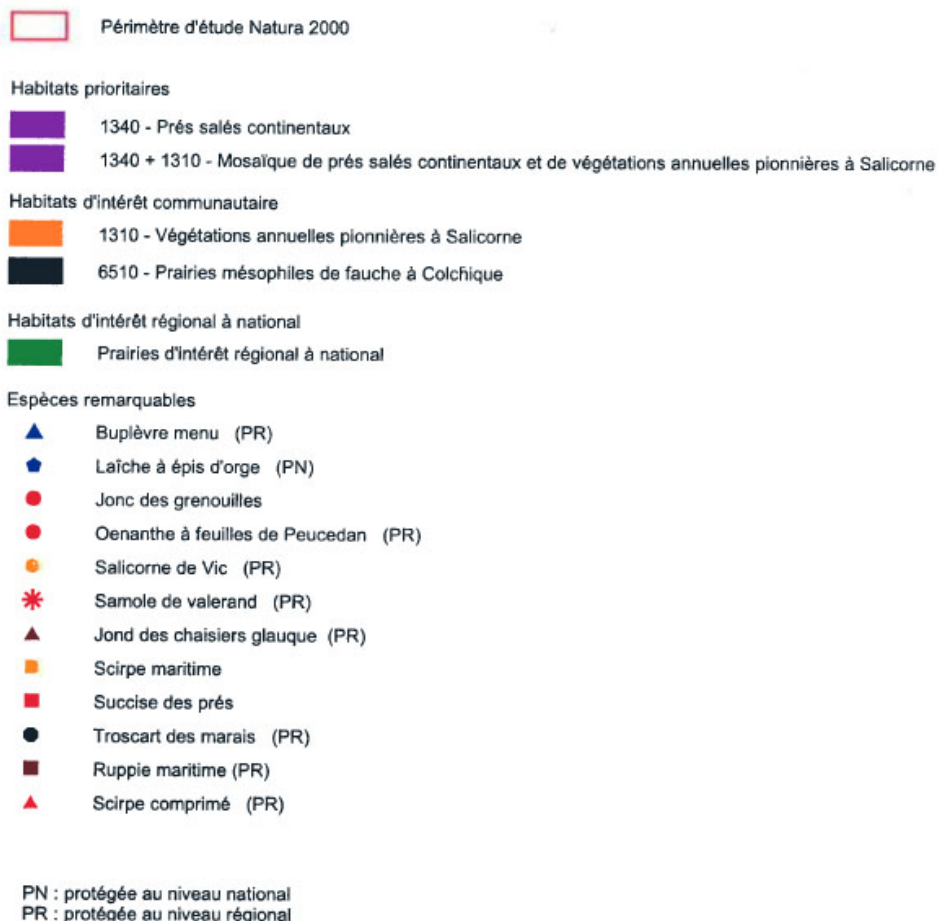 Périmètre d'étude Natura 2000
Habitats prioritaires
1340 - Prés salés continentaux
1340 + 1310 - Mosaïque de prés salés continentaux et de végétations annuelles pionnières à Salicorne
Habitats d'intérêt communautaire
1310 - Végétations annuelles pionnières à Salicorne
6510 - Prairies mésophiles de fauche à Colchique
Habitats d'intérêt régional à national
Prairies d'intérêt régional à national
Espèces remarquables
Buplèvre menu (PR)
Laîche à épis d'orge (PN)
Jonc des grenouilles
Oenanthe à feuilles de Peucedan (PR)
Salicorne de Vic (PR)
Samole de valerand (PR)
Jond des chaisiers glauque (PR)
Scirpe maritime
Succise des prés
Troscart des marais (PR)
Ruppie maritime (PR)
Scirpe comprimé (PR)
PN : protégée au niveau national
PR : protégée au niveau régional